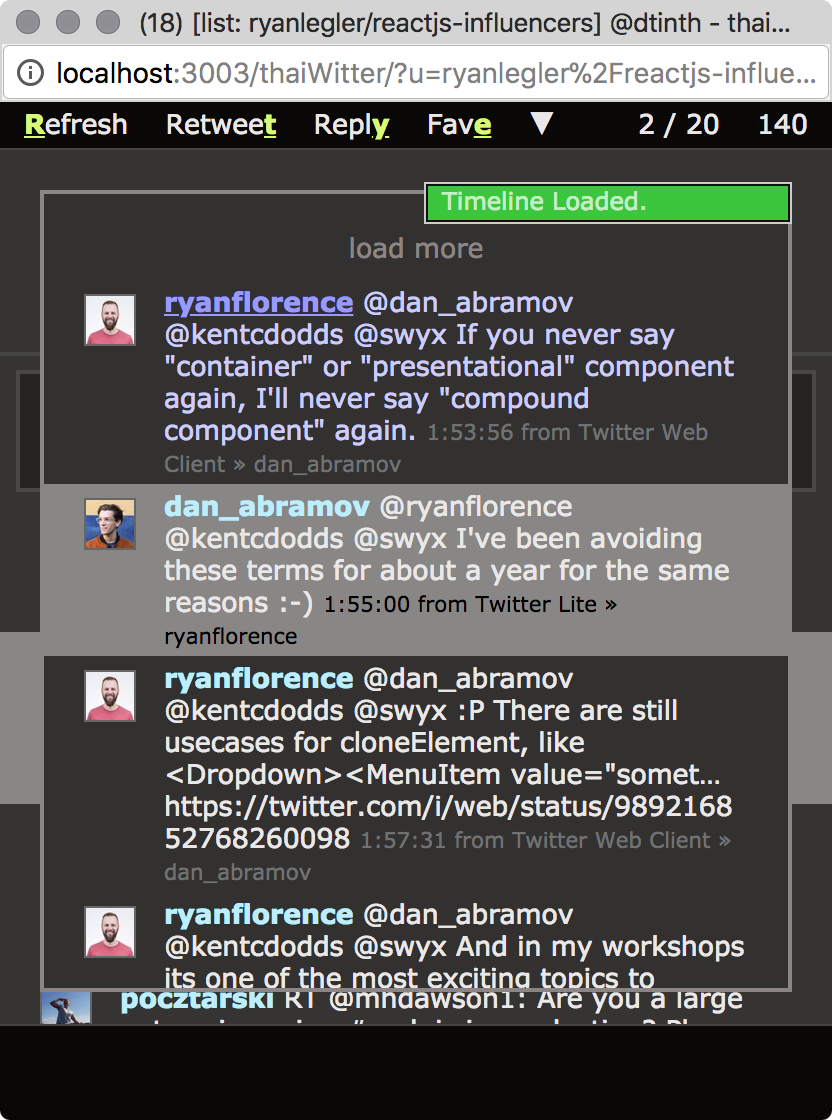 (18) [list: ryanlegler/reactjs-influencers] @dtinth - thai...
localhost:3003/thaiWitter/?u=ryanlegler%2Freactjs-influe...
Refresh Retweet Reply Fave ▼ 2 / 20 140
Timeline Loaded.
load more
ryanflorence @dan_abramov
@kentcdodds @swyx If you never say
"container" or "presentational" component
again, I'll never say "compound
component" again. 1:53:56 from Twitter Web
Client » dan_abramov
dan_abramov @ryanflorence
@kentcdodds @swyx I've been avoiding
these terms for about a year for the same
reasons :-) 1:55:00 from Twitter Lite »
ryanflorence
ryanflorence @dan_abramov
@kentcdodds @swyx :P There are still
usecases for cloneElement, like
<Dropdown><MenuItem value="somet…
https://twitter.com/i/web/status/9892168
52768260098 1:57:31 from Twitter Web Client »
dan_abramov
ryanflorence @dan_abramov
@kentcdodds @swyx And in my workshops
its one of the most exciting topics to
pocztarski RT @mhdawson1: Are you a large